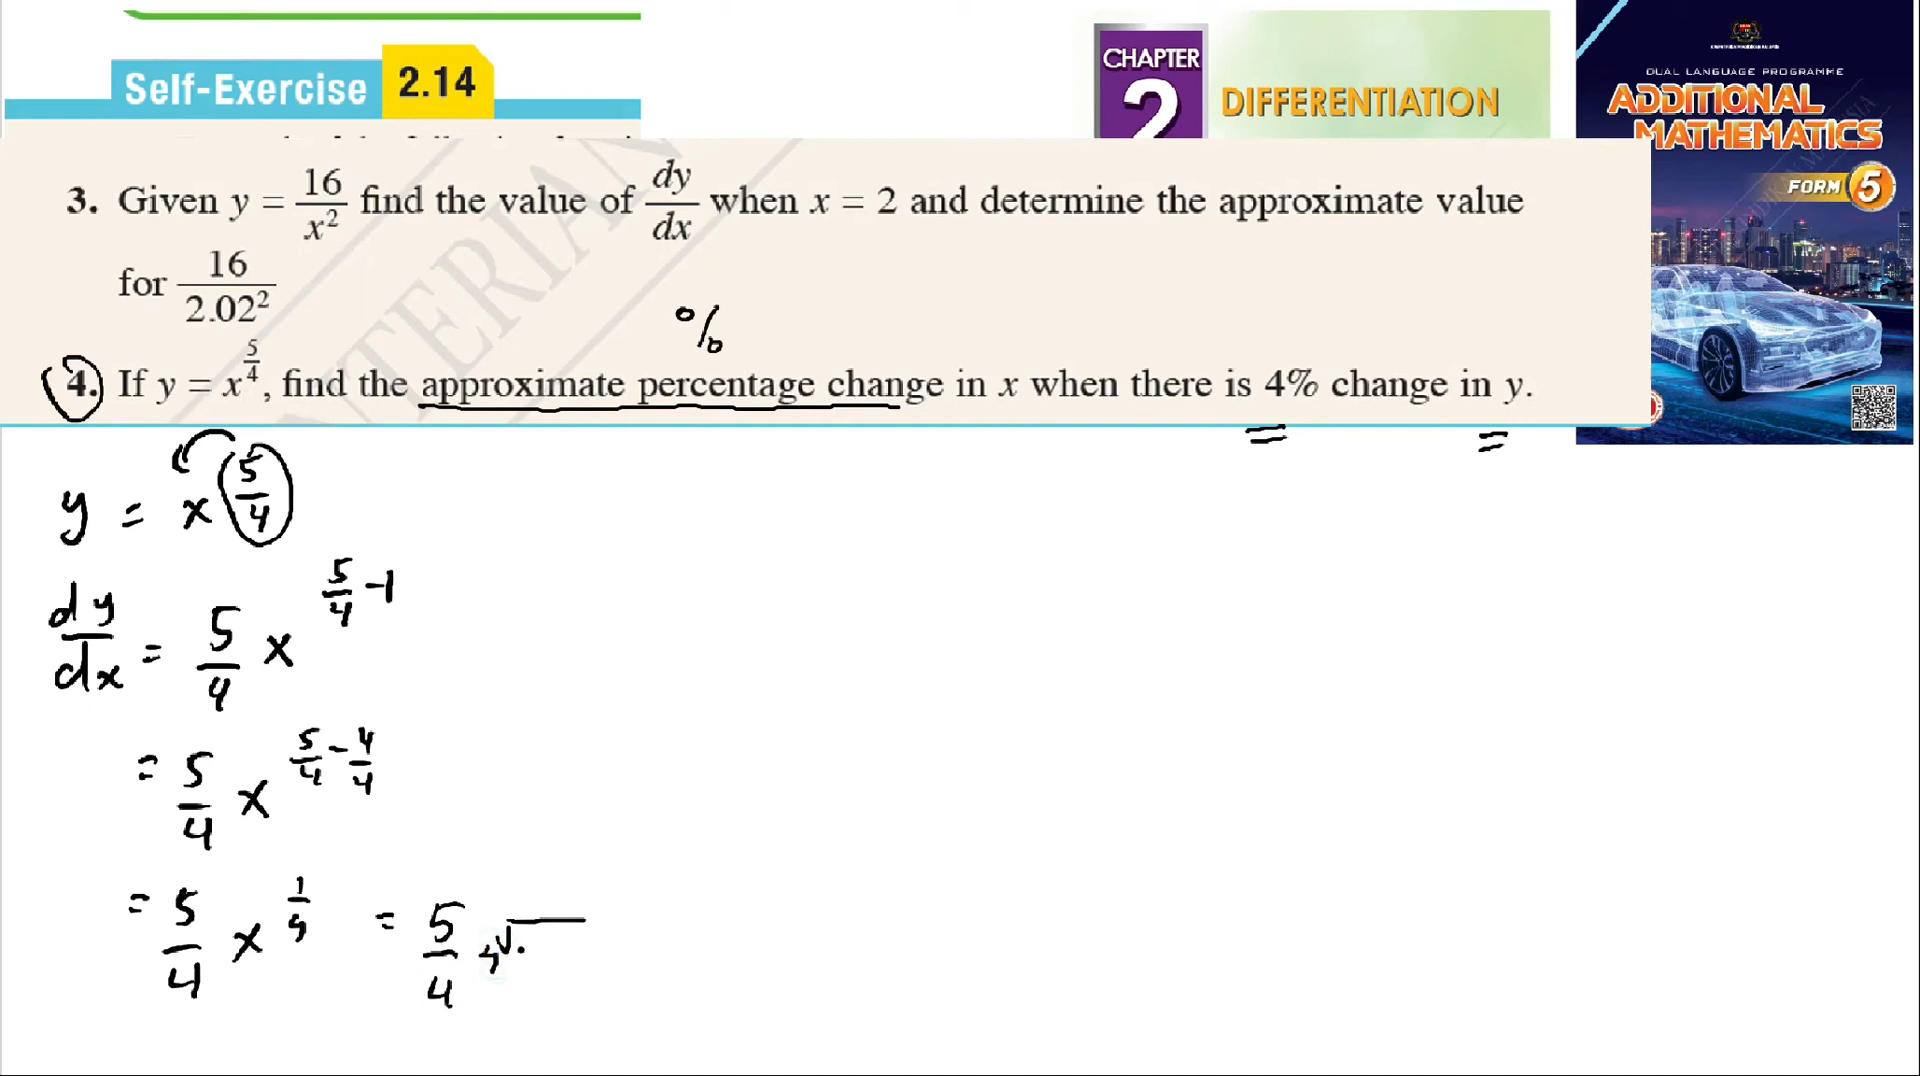 Self-Exercise 2.14
CHAPTER 2
DIFFERENTIATION
DUAL LANGUAGE PROGRAMME
ADDITIONAL
MATHEMATICS
FORM 5
3. Given y = 16/x² find the value of dy/dx when x = 2 and determine the approximate value
for 16/2.02²
%
4. If y = x^(5/4), find the approximate percentage change in x when there is 4% change in y.
y = x^(5/4)
dy/dx = 5/4 x^(5/4 - 1)
= 5/4 x^(5/4 - 4/4)
= 5/4 x^(1/4) = 5/4 ⁴√